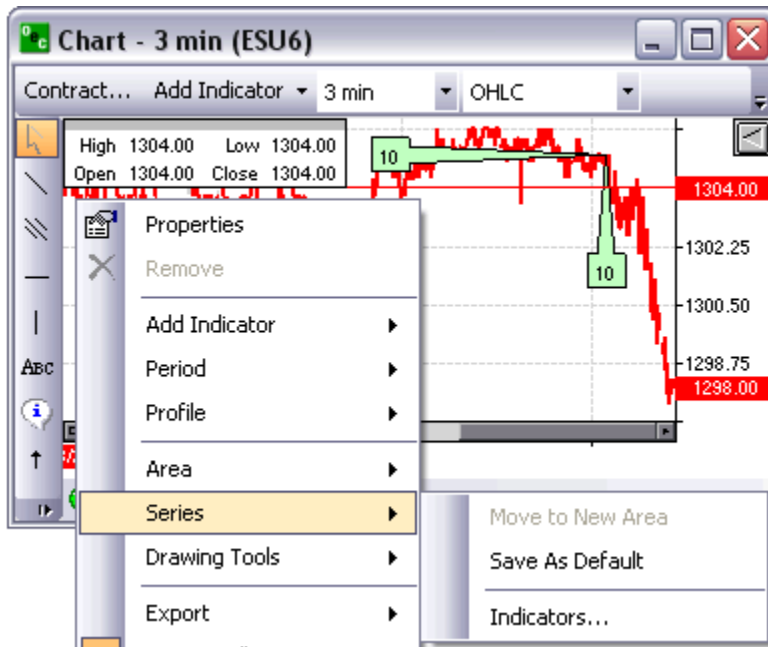 Oec Chart - 3 min (ESU6)
Contract... Add Indicator 3 min OHLC
High 1304.00 Low 1304.00
Open 1304.00 Close 1304.00
10
1304.00
1302.25
10
1300.50
1298.75
1298.00
ABC
Properties
Remove
Add Indicator
Period
Profile
Area
Series
Drawing Tools
Export
Move to New Area
Save As Default
Indicators...